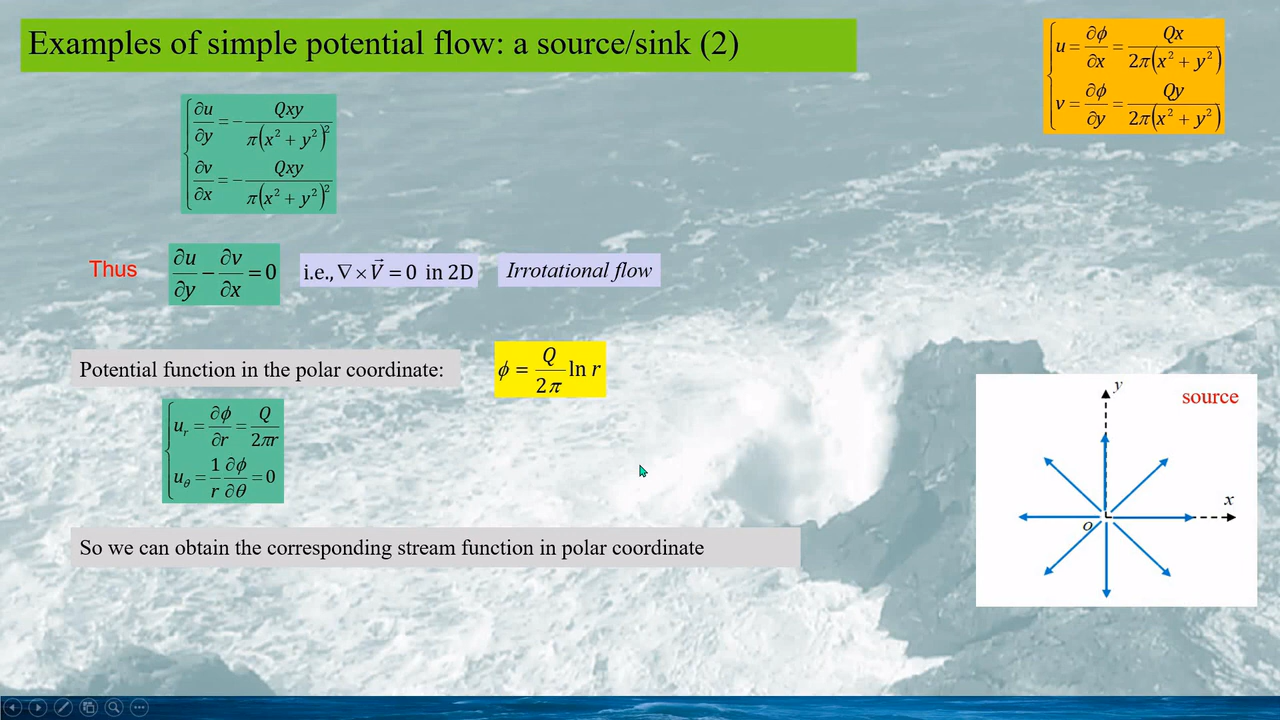 Examples of simple potential flow: a source/sink (2)
{ u = ∂ϕ/∂x = Qx / 2π(x² + y²)
v = ∂ϕ/∂y = Qy / 2π(x² + y²)
{ ∂u/∂y = − Qxy / π(x² + y²)²
∂v/∂x = − Qxy / π(x² + y²)²
Thus ∂u/∂y − ∂v/∂x = 0 i.e., ∇ × V⃗ = 0 in 2D Irrotational flow
Potential function in the polar coordinate: ϕ = Q/2π ln r
{ u_r = ∂ϕ/∂r = Q/2πr
u_θ = 1/r ∂ϕ/∂θ = 0
So we can obtain the corresponding stream function in polar coordinate
y
source
x
o